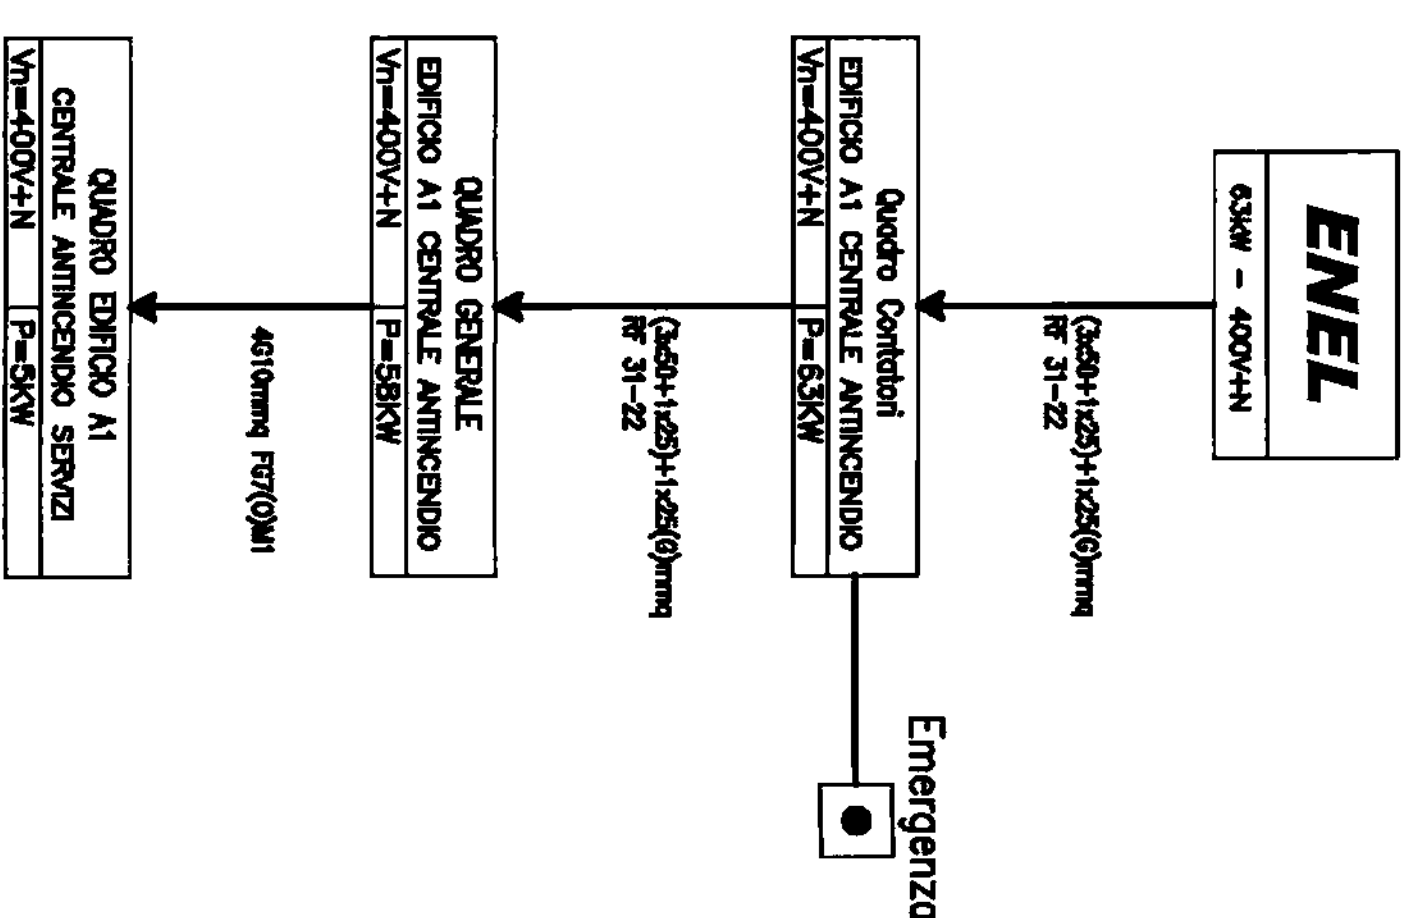 ENEL
63kW - 400V+N
(3x50+1x25)+1x25(G)mmq
RF 31-22
Quadro Contatori
EDIFICIO A1 CENTRALE ANTINCENDIO
Vn=400V+N P=63KW
Emergenza
(3x50+1x25)+1x25(G)mmq
RF 31-22
QUADRO GENERALE
EDIFICIO A1 CENTRALE ANTINCENDIO
Vn=400V+N P=58KW
4G10mmq FG7(O)M1
QUADRO EDIFICIO A1
CENTRALE ANTINCENDIO SERVIZI
Vn=400V+N P=5KW